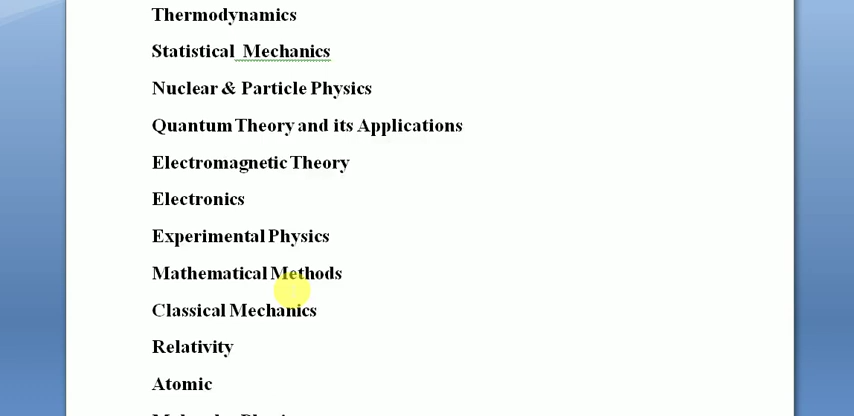 Thermodynamics
Statistical Mechanics
Nuclear & Particle Physics
Quantum Theory and its Applications
Electromagnetic Theory
Electronics
Experimental Physics
Mathematical Methods
Classical Mechanics
Relativity
Atomic